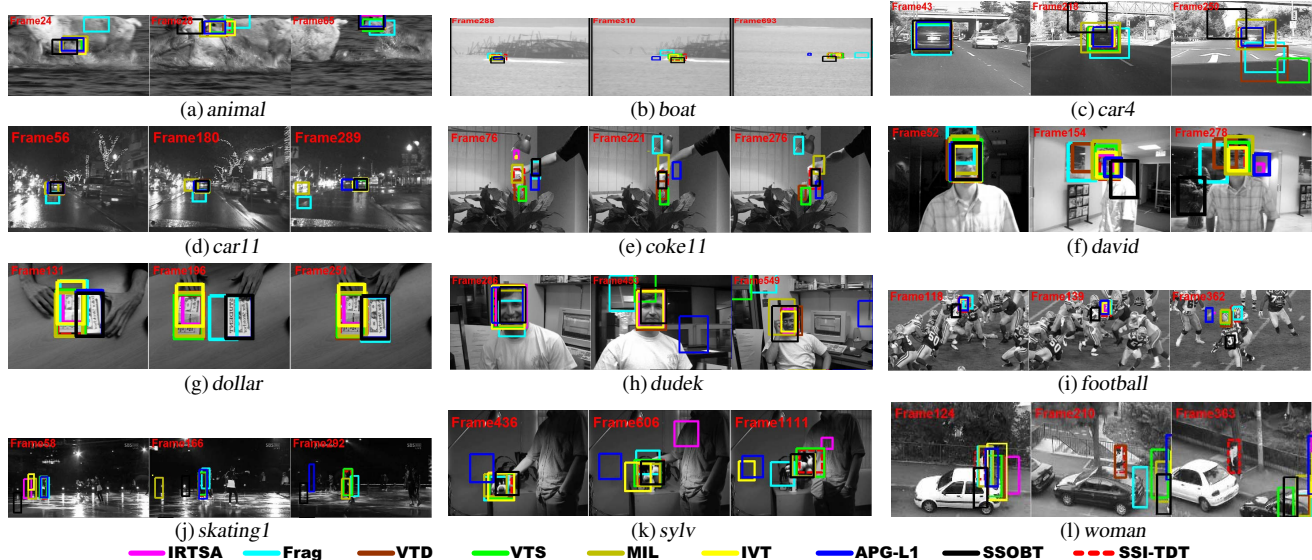 Frame24
Frame43
Frame288 Frame310 Frame693
(a) animal (b) boat (c) car4
Frame56 Frame180 Frame289
Frame76 Frame221 Frame276
Frame52 Frame154 Frame278
(d) car11 (e) coke11 (f) david
Frame131
Frame549
Frame118 Frame139 Frame362
(g) dollar (h) dudek (i) football
Frame436 Frame606 Frame1111
Frame124
(j) skating1 (k) sylv (l) woman
IRTSA Frag VTD VTS MIL IVT APG-L1 SSOBT SSI-TDT